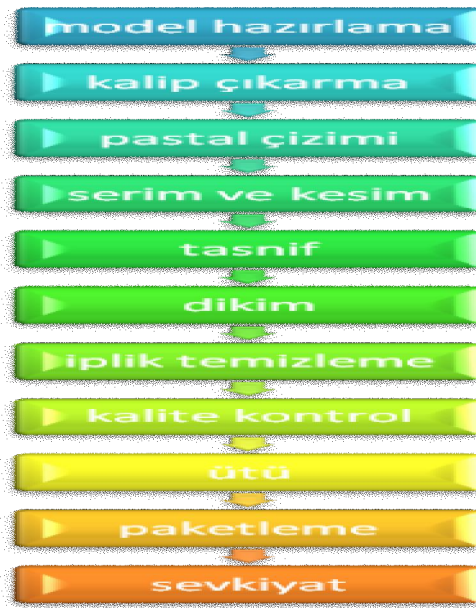 model hazırlama
kalip çıkarma
pastal çizimi
serim ve kesim
tasnif
dikim
iplik temizleme
kalite kontrol
ütü
paketleme
sevkiyat